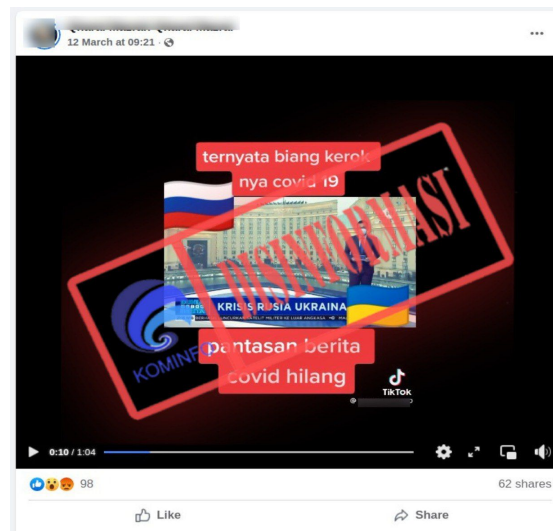 12 March at 09:21
ternyata biang kerok
nya covid 19
DISINFORMASI
KRISIS RUSIA UKRAINA
KOMINFO
pantasan berita
covid hilang
TikTok
@
0:10 / 1:04
98
62 shares
Like
Share